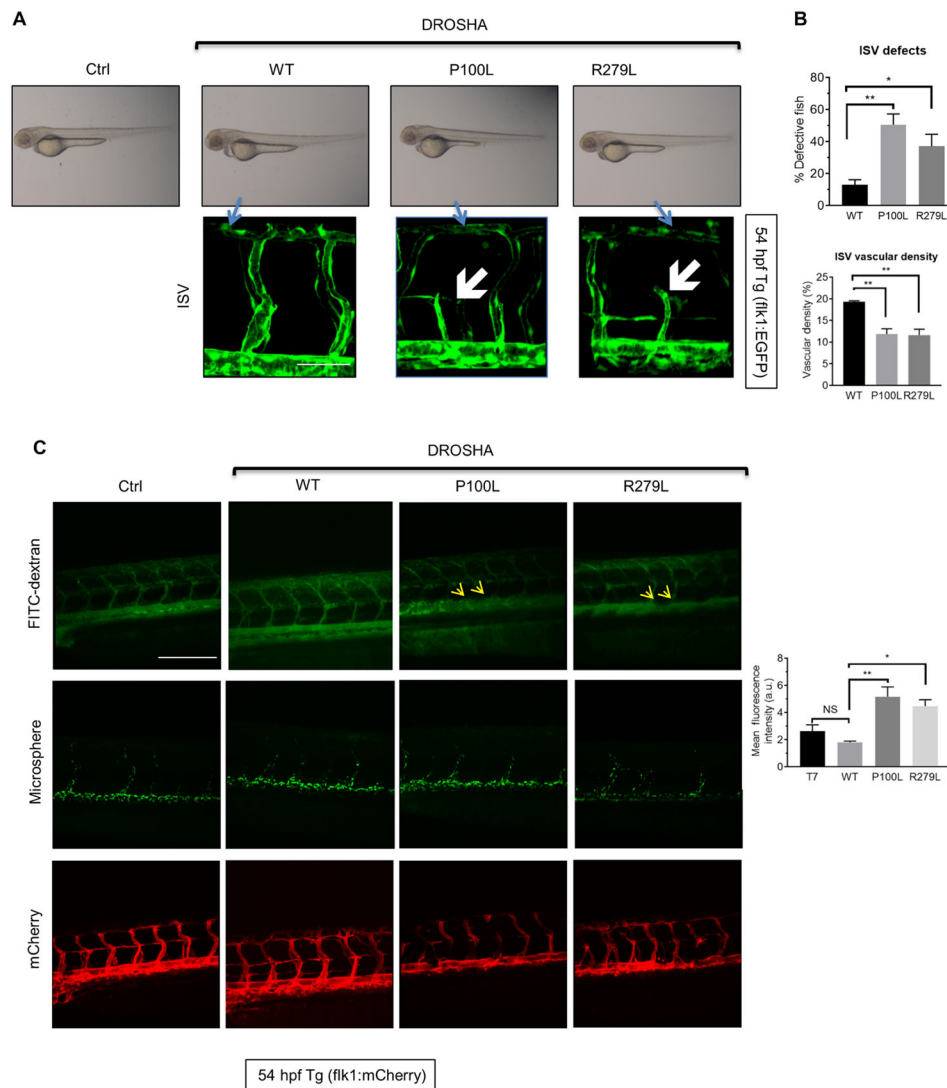 A
DROSHA
Ctrl
WT
P100L
R279L
ISV
54 hpf Tg (flk1:EGFP)
B
ISV defects
% Defective fish
80
60
40
20
0
*
**
WT
P100L
R279L
ISV vascular density
Vascular density (%)
25
20
15
10
5
0
**
**
WT
P100L
R279L
C
DROSHA
Ctrl
WT
P100L
R279L
FITC-dextran
Microsphere
mCherry
54 hpf Tg (flk1:mCherry)
Mean fluorescence
intensity (a.u.)
8
6
4
2
0
*
**
NS
T7
WT
P100L
R279L